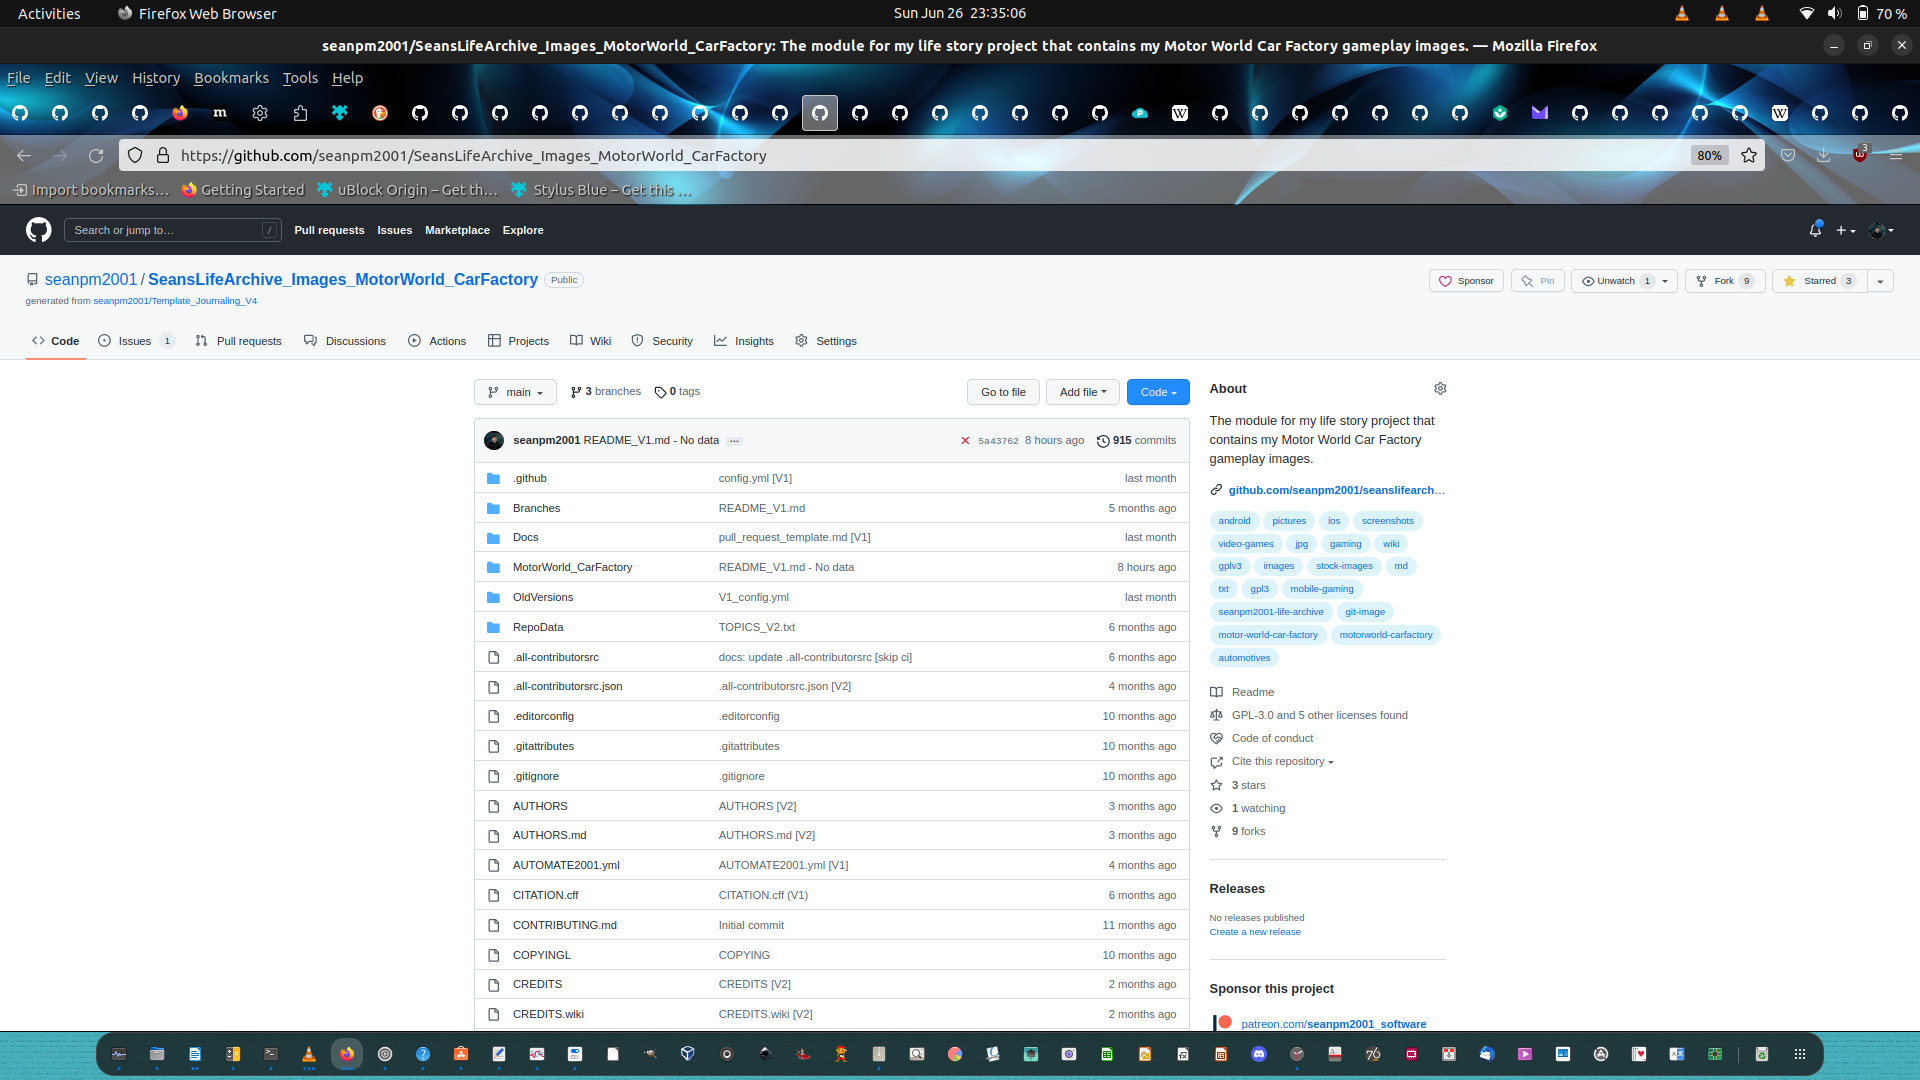 Activities Firefox Web Browser Sun Jun 26 23:35:06 70 %
seanpm2001/SeansLifeArchive_Images_MotorWorld_CarFactory: The module for my life story project that contains my Motor World Car Factory gameplay images. — Mozilla Firefox
File Edit View History Bookmarks Tools Help
https://github.com/seanpm2001/SeansLifeArchive_Images_MotorWorld_CarFactory 80% 3
Import bookmarks… Getting Started uBlock Origin – Get th… Stylus Blue – Get this …
Search or jump to… / Pull requests Issues Marketplace Explore
seanpm2001 / SeansLifeArchive_Images_MotorWorld_CarFactory Public Sponsor Pin Unwatch 1 Fork 9 Starred 3
generated from seanpm2001/Template_Journaling_V4
Code Issues 1 Pull requests Discussions Actions Projects Wiki Security Insights Settings
main 3 branches 0 tags Go to file Add file Code
seanpm2001 README_V1.md - No data ... 5a43762 8 hours ago 915 commits
.github config.yml [V1] last month
Branches README_V1.md 5 months ago
Docs pull_request_template.md [V1] last month
MotorWorld_CarFactory README_V1.md - No data 8 hours ago
OldVersions V1_config.yml last month
RepoData TOPICS_V2.txt 6 months ago
.all-contributorsrc docs: update .all-contributorsrc [skip ci] 6 months ago
.all-contributorsrc.json .all-contributorsrc.json [V2] 4 months ago
.editorconfig .editorconfig 10 months ago
.gitattributes .gitattributes 10 months ago
.gitignore .gitignore 10 months ago
AUTHORS AUTHORS [V2] 3 months ago
AUTHORS.md AUTHORS.md [V2] 3 months ago
AUTOMATE2001.yml AUTOMATE2001.yml [V1] 4 months ago
CITATION.cff CITATION.cff (V1) 6 months ago
CONTRIBUTING.md Initial commit 11 months ago
COPYINGL COPYING 10 months ago
CREDITS CREDITS [V2] 2 months ago
CREDITS.wiki CREDITS.wiki [V2] 2 months ago
About
The module for my life story project that
contains my Motor World Car Factory
gameplay images.
github.com/seanpm2001/seanslifearch…
android pictures ios screenshots
video-games jpg gaming wiki
gplv3 images stock-images md
txt gpl3 mobile-gaming
seanpm2001-life-archive git-image
motor-world-car-factory motorworld-carfactory
automotives
Readme
GPL-3.0 and 5 other licenses found
Code of conduct
Cite this repository
3 stars
1 watching
9 forks
Releases
No releases published
Create a new release
Sponsor this project
patreon.com/seanpm2001_software